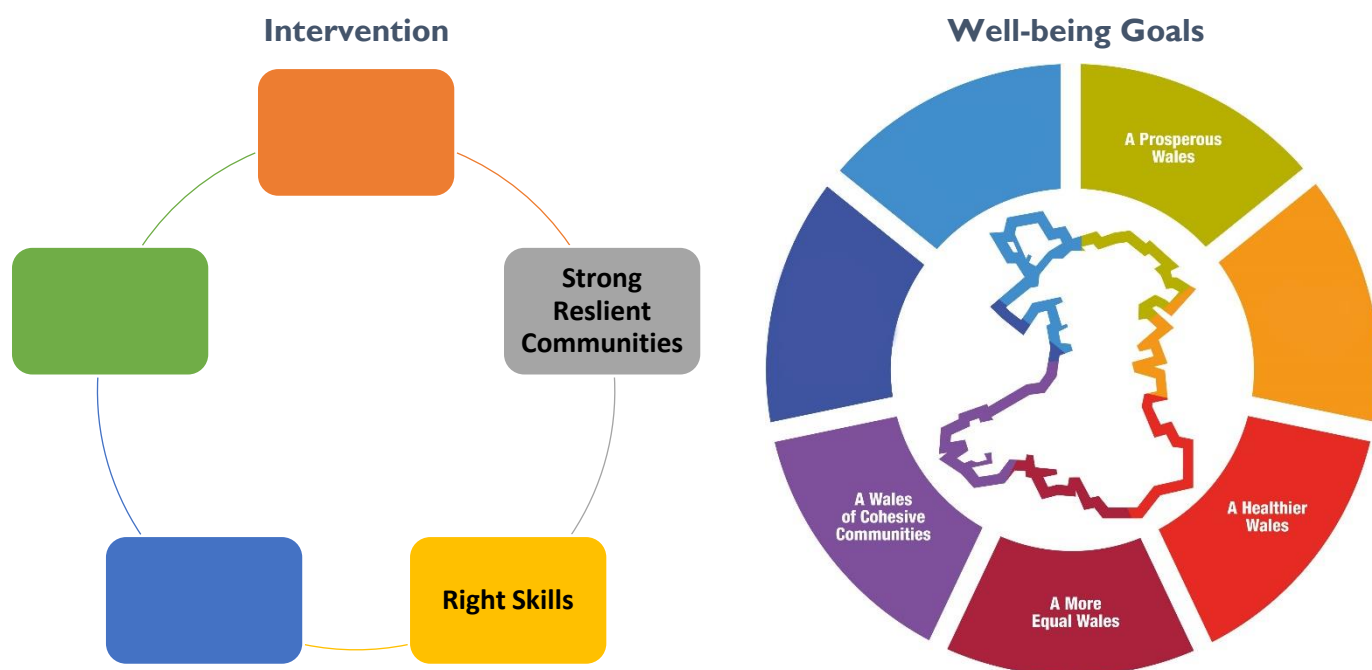 Intervention
Strong
Reslient
Communities
Right Skills
Well-being Goals
A Prosperous
Wales
A Healthier
Wales
A More
Equal Wales
A Wales
of Cohesive
Communities